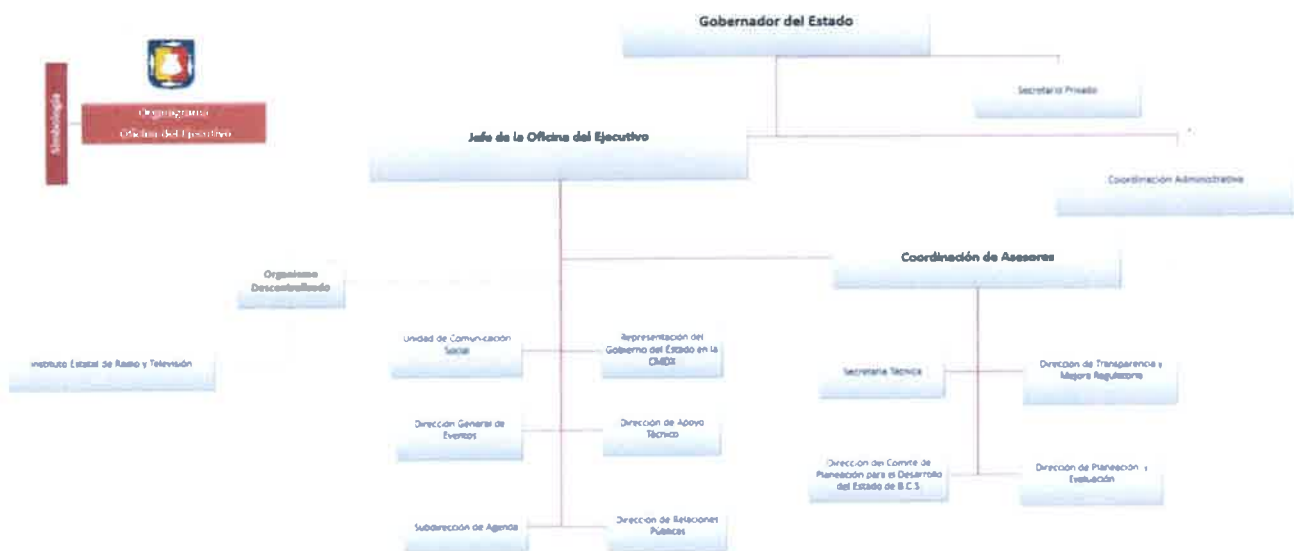 Gobernador del Estado
Simbología
Organigrama
Oficina del Ejecutivo
Secretario Privado
Jefe de la Oficina del Ejecutivo
Coordinación Administrativa
Coordinación de Asesores
Organismo
Descentralizado
Instituto Estatal de Radio y Televisión
Unidad de Comunicación
Social
Representación del
Gobierno del Estado en la
CMDX
Secretaría Técnica
Dirección de Transparencia y
Mejora Regulatoria
Dirección General de
Eventos
Dirección de Apoyo
Técnico
Dirección del Comité de
Planeación para el Desarrollo
del Estado de B.C.S
Dirección de Planeación y
Evaluación
Subdirección de Agenda
Dirección de Relaciones
Públicas